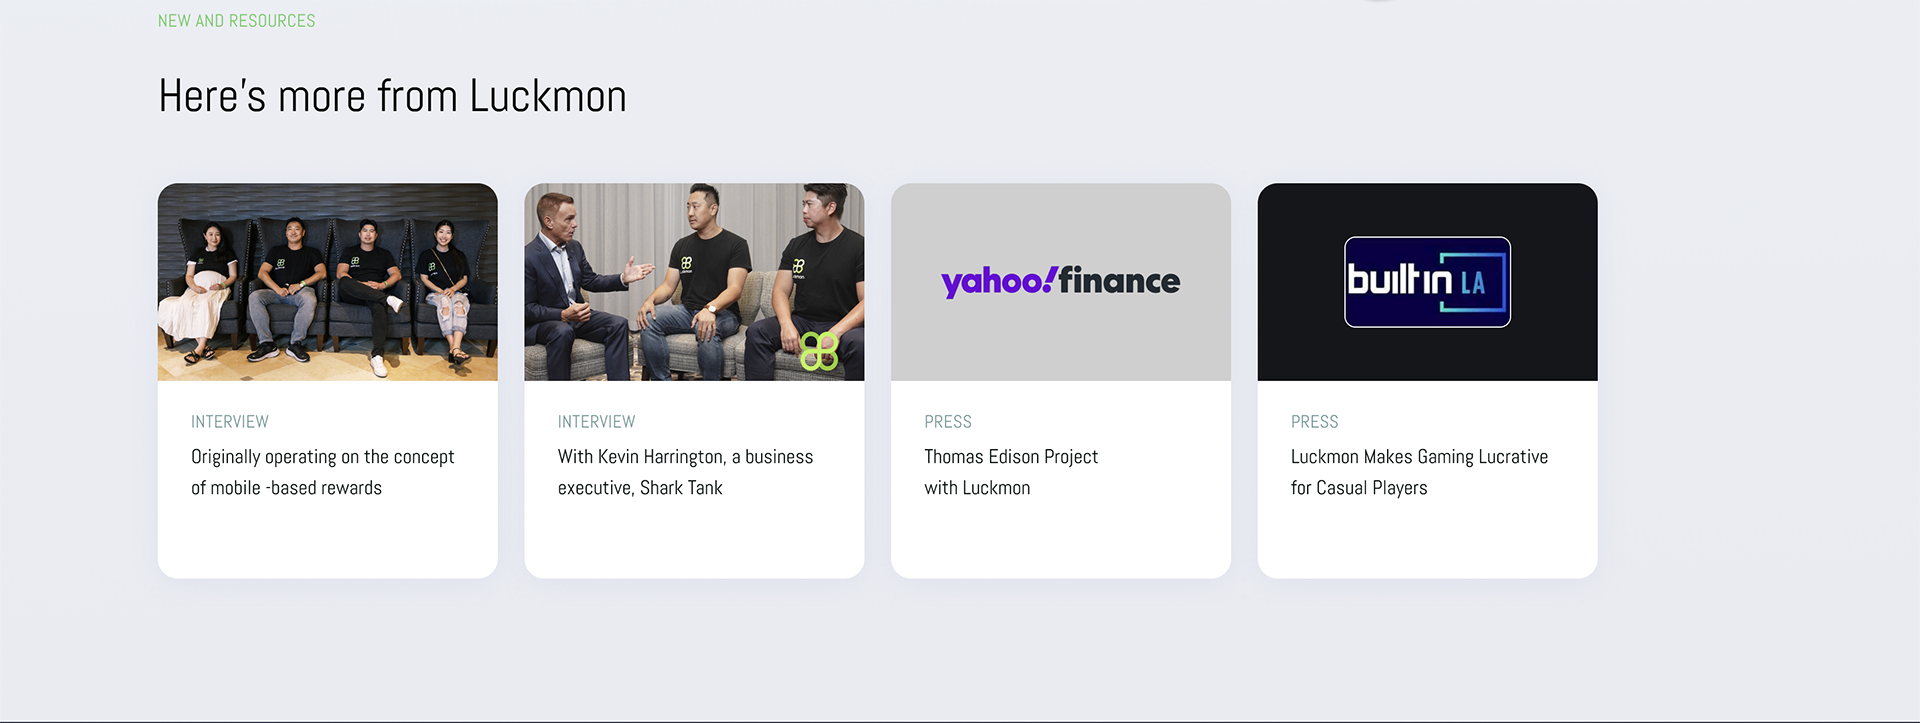 NEW AND RESOURCES
Here's more from Luckmon
yahoo!finance
builtin LA
INTERVIEW
Originally operating on the concept
of mobile -based rewards
INTERVIEW
With Kevin Harrington, a business
executive, Shark Tank
PRESS
Thomas Edison Project
with Luckmon
PRESS
Luckmon Makes Gaming Lucrative
for Casual Players